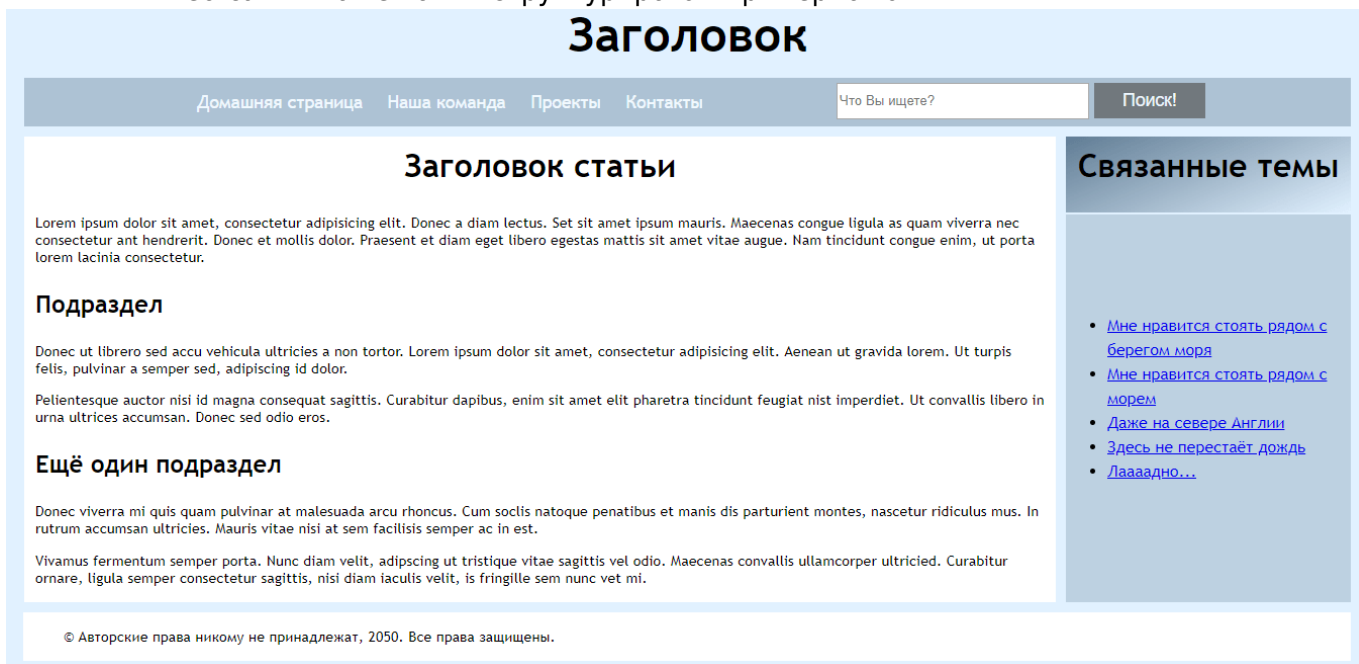 Заголовок
Домашняя страница Наша команда Проекты Контакты Что Вы ищете? Поиск!
Заголовок статьи
Lorem ipsum dolor sit amet, consectetur adipisicing elit. Donec a diam lectus. Set sit amet ipsum mauris. Maecenas congue ligula as quam viverra nec
consectetur ant hendrerit. Donec et mollis dolor. Praesent et diam eget libero egestas mattis sit amet vitae augue. Nam tincidunt congue enim, ut porta
lorem lacinia consectetur.
Подраздел
Donec ut librero sed accu vehicula ultricies a non tortor. Lorem ipsum dolor sit amet, consectetur adipisicing elit. Aenean ut gravida lorem. Ut turpis
felis, pulvinar a semper sed, adipiscing id dolor.
Pelientesque auctor nisi id magna consequat sagittis. Curabitur dapibus, enim sit amet elit pharetra tincidunt feugiat nist imperdiet. Ut convallis libero in
urna ultrices accumsan. Donec sed odio eros.
Ещё один подраздел
Donec viverra mi quis quam pulvinar at malesuada arcu rhoncus. Cum soclis natoque penatibus et manis dis parturient montes, nascetur ridiculus mus. In
rutrum accumsan ultricies. Mauris vitae nisi at sem facilisis semper ac in est.
Vivamus fermentum semper porta. Nunc diam velit, adipscing ut tristique vitae sagittis vel odio. Maecenas convallis ullamcorper ultricied. Curabitur
ornare, ligula semper consectetur sagittis, nisi diam iaculis velit, is fringille sem nunc vet mi.
Связанные темы
• Мне нравится стоять рядом с
берегом моря
• Мне нравится стоять рядом с
морем
• Даже на севере Англии
• Здесь не перестаёт дождь
• Лаааадно...
© Авторские права никому не принадлежат, 2050. Все права защищены.